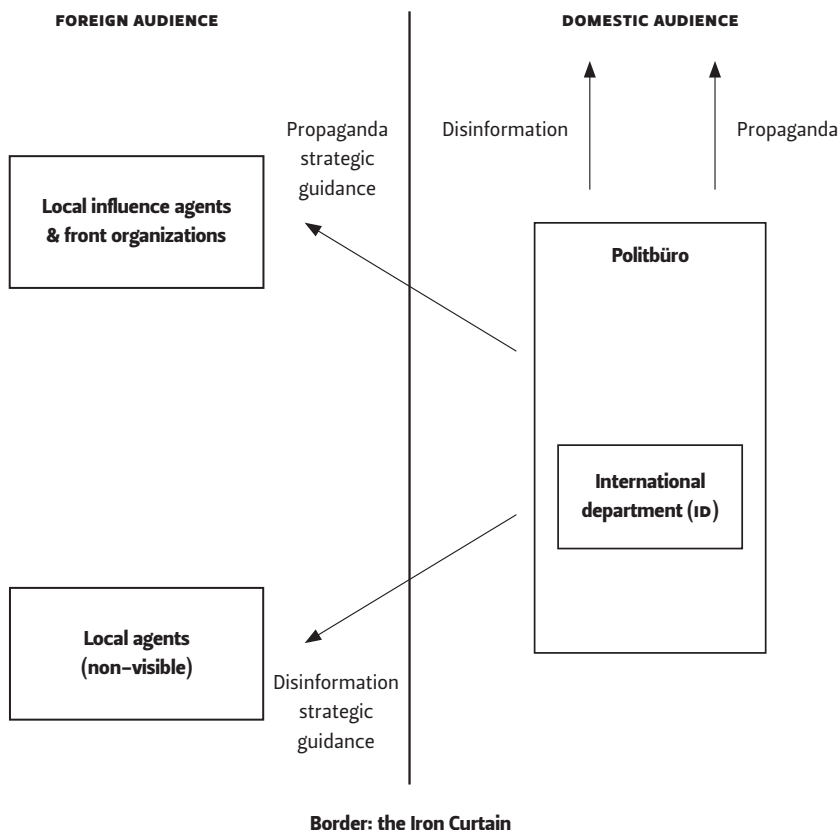 FOREIGN AUDIENCE
DOMESTIC AUDIENCE
Propaganda
strategic
guidance
Disinformation
Propaganda
Local influence agents
& front organizations
Politbüro
International
department (ID)
Local agents
(non–visible)
Disinformation
strategic
guidance
Border: the Iron Curtain